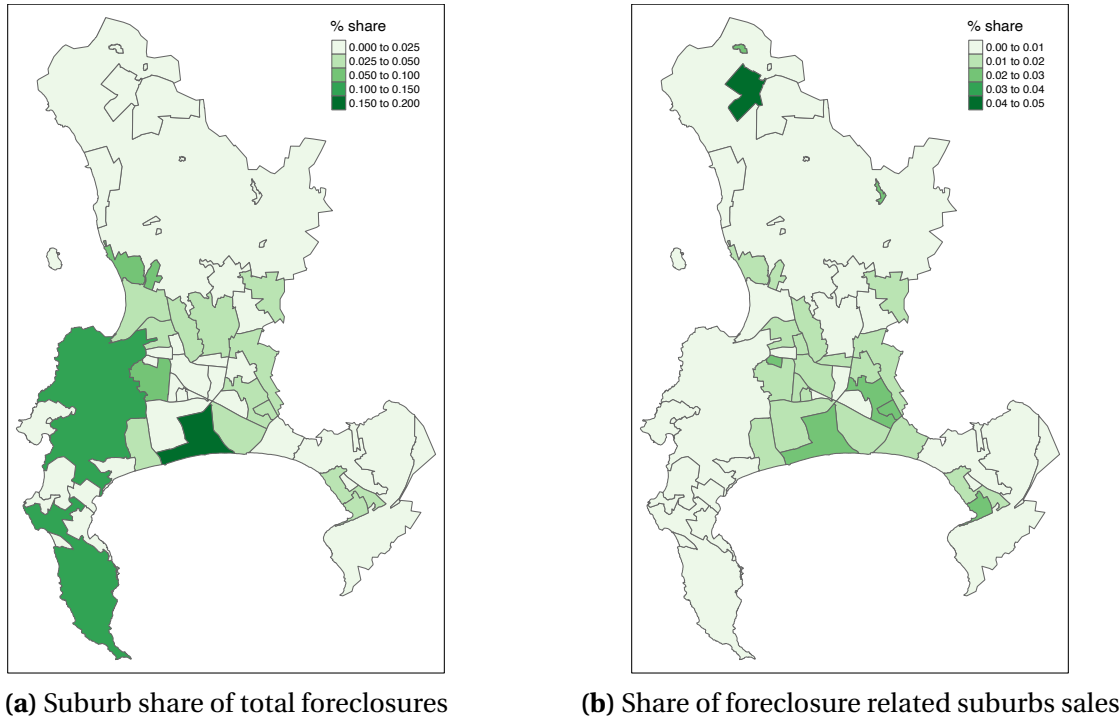 % share
0.000 to 0.025
0.025 to 0.050
0.050 to 0.100
0.100 to 0.150
0.150 to 0.200
% share
0.00 to 0.01
0.01 to 0.02
0.02 to 0.03
0.03 to 0.04
0.04 to 0.05
(a) Suburb share of total foreclosures
(b) Share of foreclosure related suburbs sales